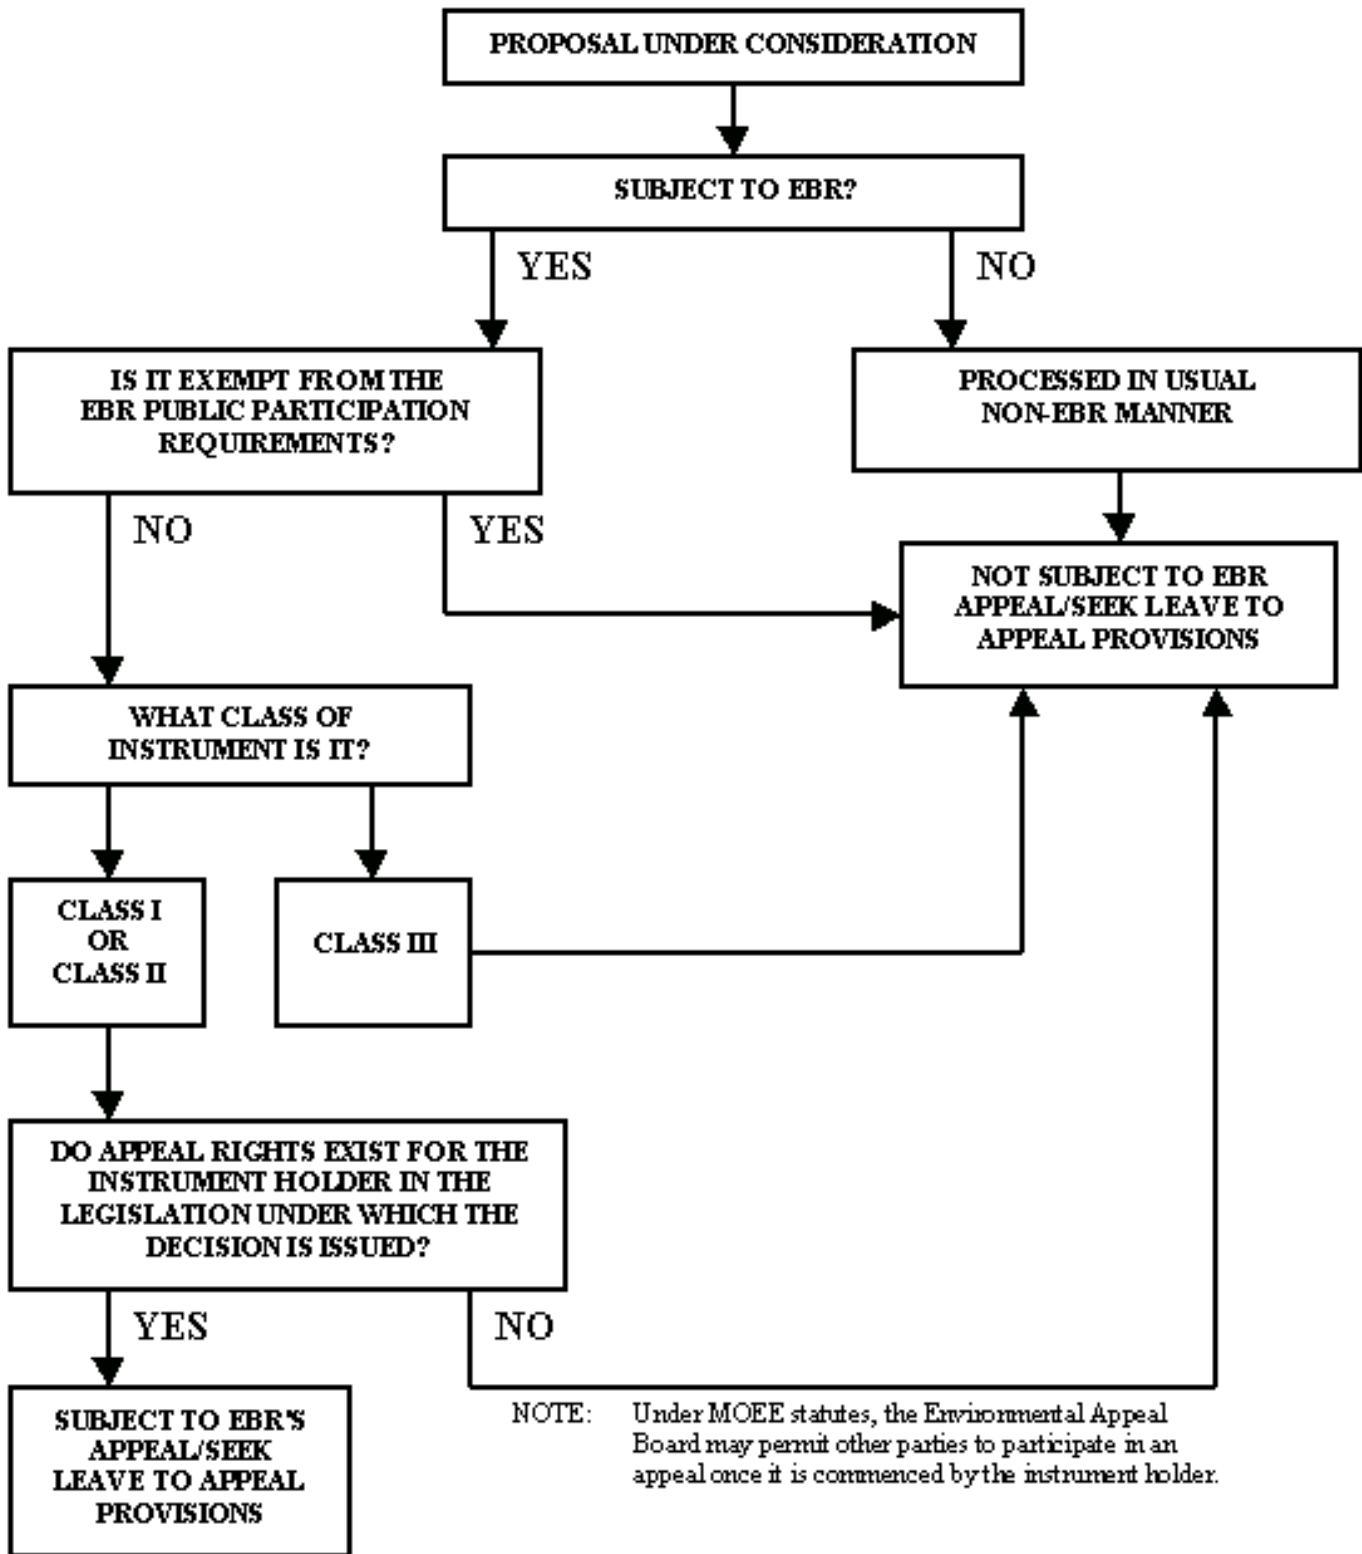 PROPOSAL UNDER CONSIDERATION
SUBJECT TO EBR?
YES
NO
IS IT EXEMPT FROM THE
EBR PUBLIC PARTICIPATION
REQUIREMENTS?
PROCESSED IN USUAL
NON-EBR MANNER
NO
YES
NOT SUBJECT TO EBR
APPEAL/SEEK LEAVE TO
APPEAL PROVISIONS
WHAT CLASS OF
INSTRUMENT IS IT?
CLASS I
OR
CLASS II
CLASS III
DO APPEAL RIGHTS EXIST FOR THE
INSTRUMENT HOLDER IN THE
LEGISLATION UNDER WHICH THE
DECISION IS ISSUED?
YES
NO
SUBJECT TO EBR'S
APPEAL/SEEK
LEAVE TO APPEAL
PROVISIONS
NOTE: Under MOEE statutes, the Environmental Appeal
Board may permit other parties to participate in an
appeal once it is commenced by the instrument holder.